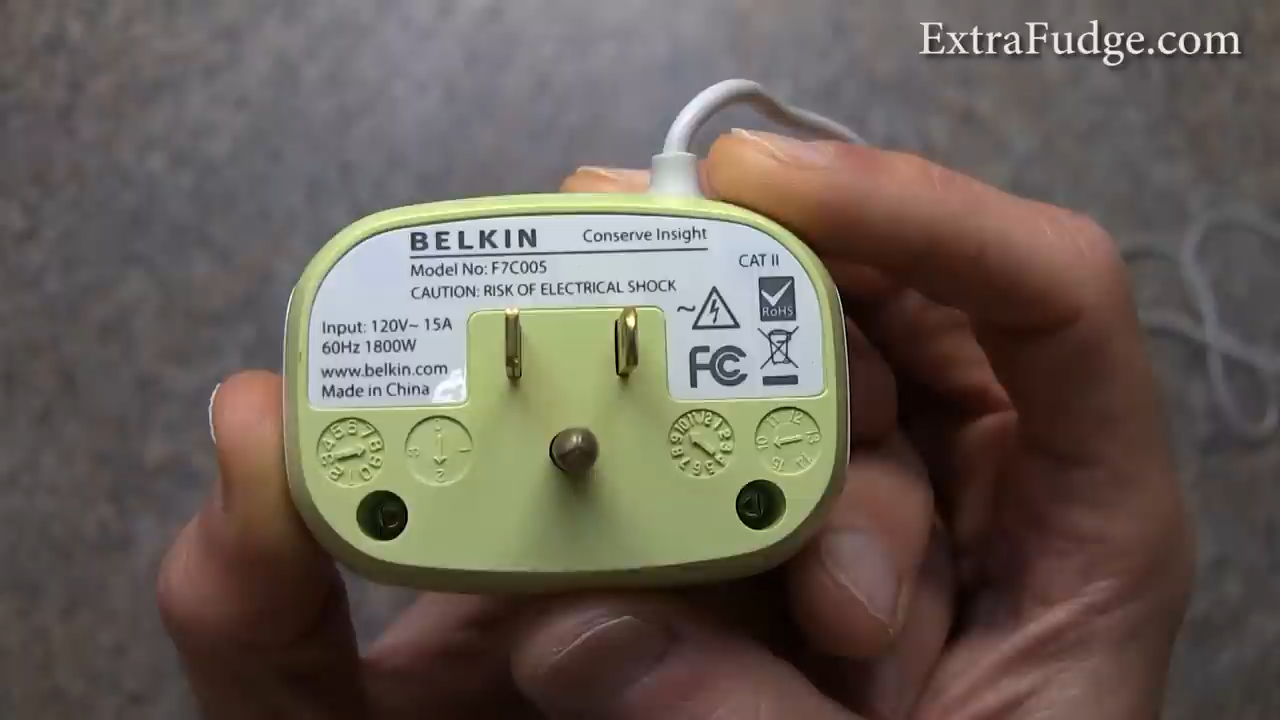 ExtraFudge.com
BELKIN Conserve Insight
Model No: F7C005
CAUTION: RISK OF ELECTRICAL SHOCK
CAT II
RoHS
FC
Input: 120V~ 15A
60Hz 1800W
www.belkin.com
Made in China